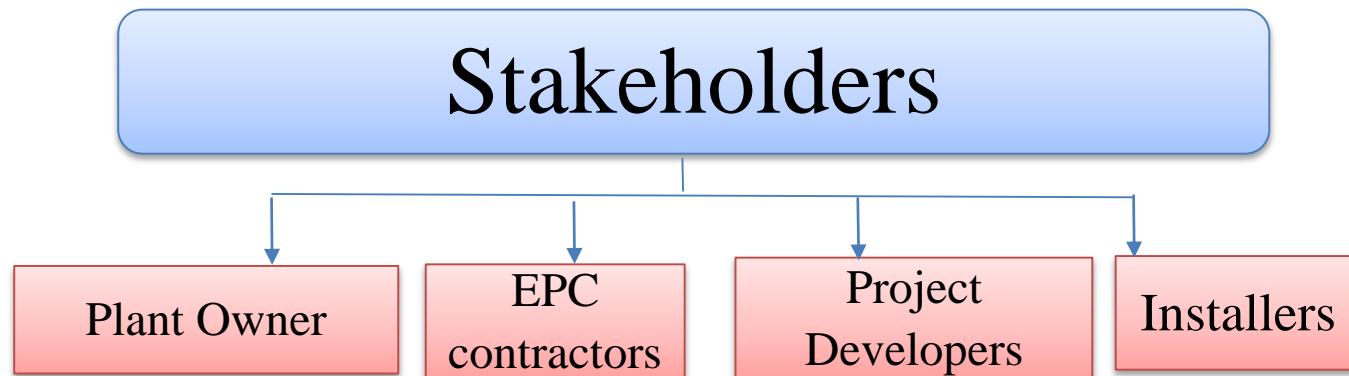 Stakeholders
Plant Owner
EPC
contractors
Project
Developers
Installers